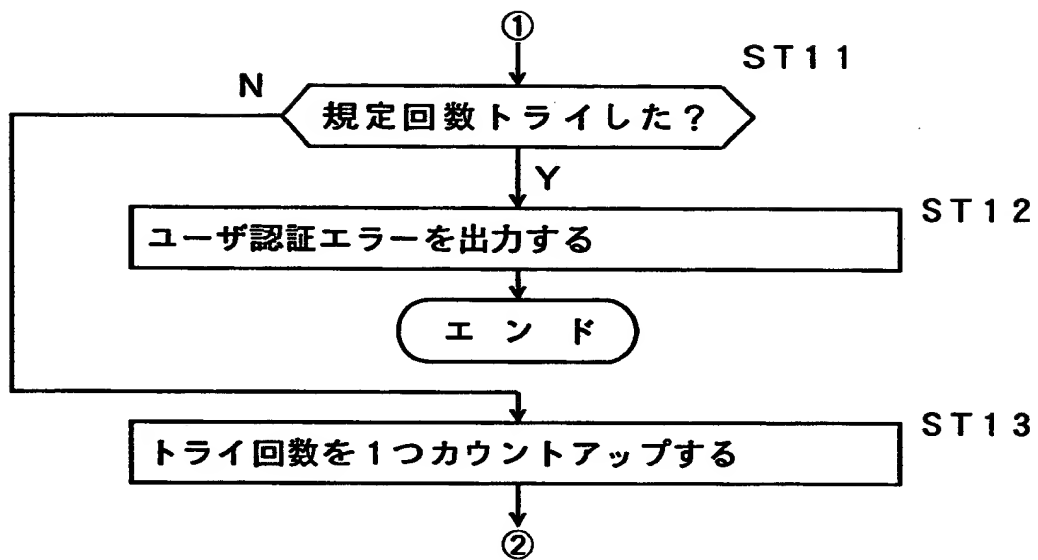 ①
ST11
N
規定回数トライした?
Y
ST12
ユーザ認証エラーを出力する
エンド
ST13
トライ回数を1つカウントアップする
②